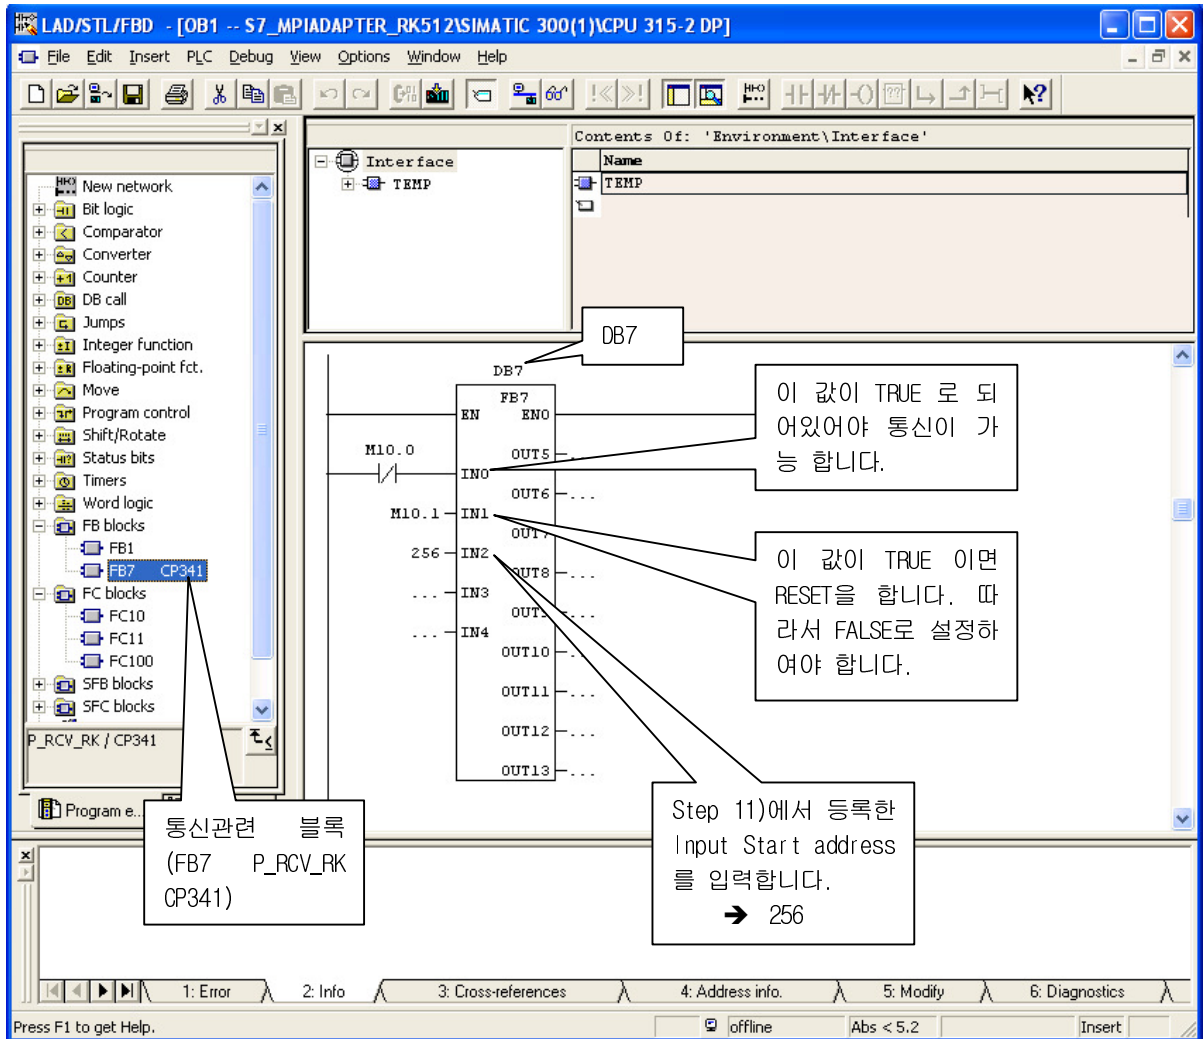 LAD/STL/FBD - [OB1 -- S7_MPIADAPTER_RK512\SIMATIC 300(1)\CPU 315-2 DP]
File Edit Insert PLC Debug View Options Window Help
New network
Bit logic
Comparator
Converter
Counter
DB call
Jumps
Integer function
Floating-point fct.
Move
Program control
Shift/Rotate
Status bits
Timers
Word logic
FB blocks
FB1
FB7 CP341
FC blocks
FC10
FC11
FC100
SFB blocks
SFC blocks
P_RCV_RK / CP341
Program e...
Contents Of: 'Environment\Interface'
Interface
TEMP
Name
TEMP
DB7
DB7
FB7
EN ENO
M10.0
OUT5
IN0
OUT6 ...
M10.1 IN1
OUT7
256 IN2
OUT8 ...
... IN3
OUT9 ...
... IN4
OUT10 ...
OUT11 ...
OUT12 ...
OUT13 ...
이 값이 TRUE 로 되
어있어야 통신이 가
능 합니다.
이 값이 TRUE 이면
RESET을 합니다. 따
라서 FALSE로 설정하
여야 합니다.
통신관련 블록
(FB7 P_RCV_RK
CP341)
Step 11)에서 등록한
Input Start address
를 입력합니다.
➔ 256
1: Error 2: Info 3: Cross-references 4: Address info. 5: Modify 6: Diagnostics
Press F1 to get Help. offline Abs < 5.2 Insert